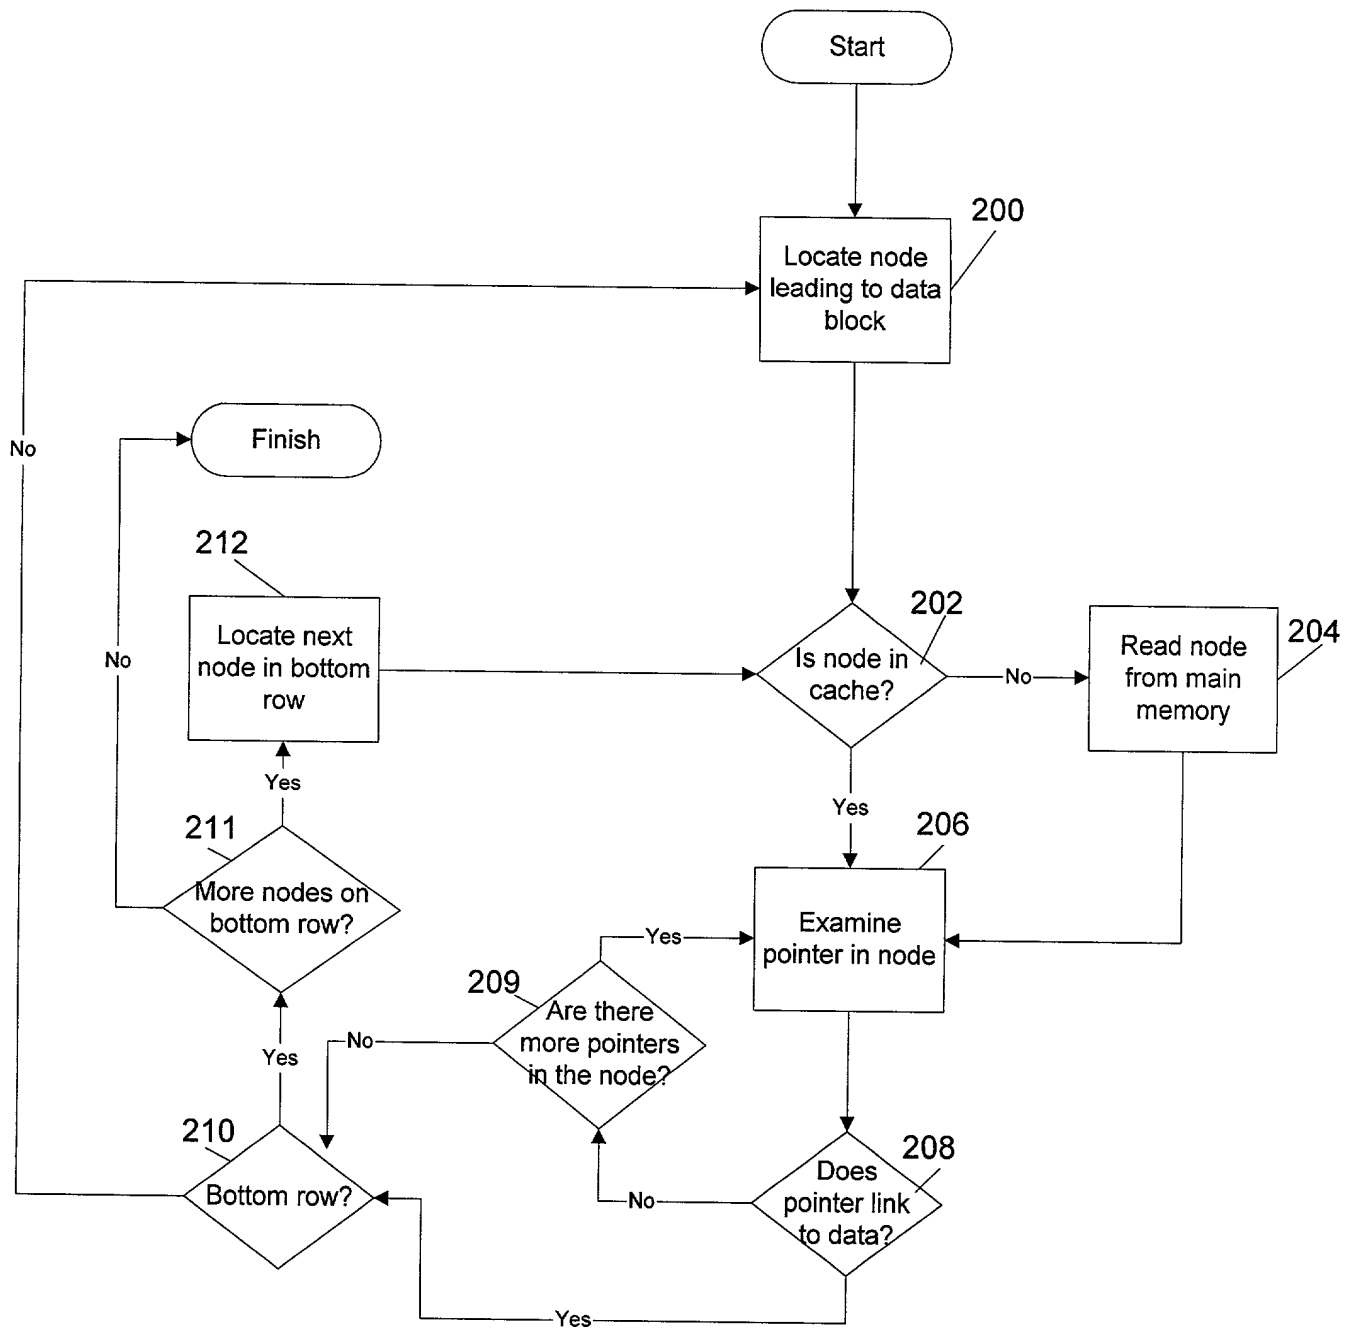 Start
200
Locate node
leading to data
block
No
Finish
212
Locate next
node in bottom
row
202
Is node in
cache?
No
204
Read node
from main
memory
No
Yes
Yes
211
More nodes on
bottom row?
206
Examine
pointer in node
Yes
209
Are there
more pointers
in the node?
No
Yes
210
Bottom row?
208
Does
pointer link
to data?
No
Yes